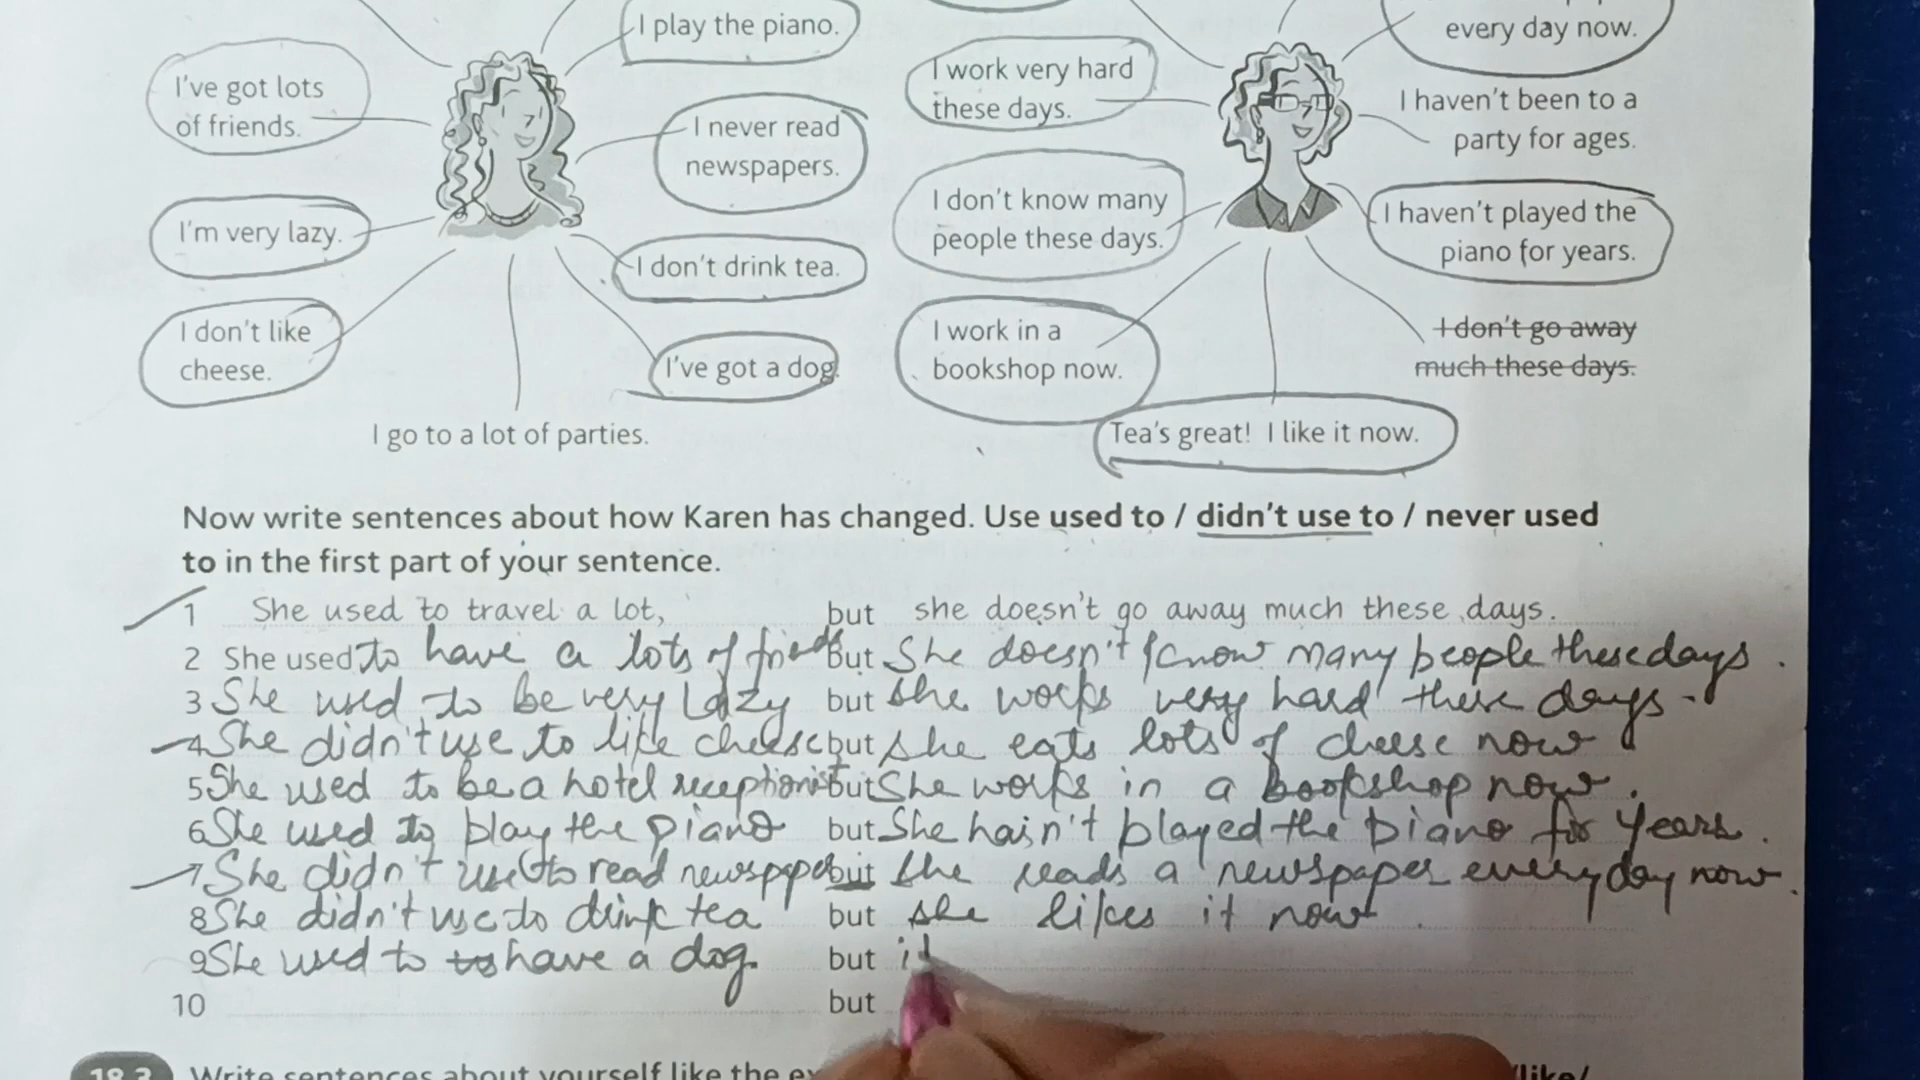 I play the piano.
every day now.
I've got lots
of friends.
I work very hard
these days.
I haven't been to a
party for ages.
I never read
newspapers.
I'm very lazy.
I don't know many
people these days.
I haven't played the
piano for years.
I don't drink tea.
I don't like
cheese.
I've got a dog.
I work in a
bookshop now.
I don't go away
much these days.
I go to a lot of parties.
Tea's great! I like it now.
Now write sentences about how Karen has changed. Use used to / didn't use to / never used
to in the first part of your sentence.
1 She used to travel a lot, but she doesn't go away much these days.
2 She used to have a lots of friends but She doesn't know many people these days.
3 She used to be very Lazy but she works very hard these days.
4 She didn't use to like cheese but she eats lots of cheese now
5 She used to be a hotel receptionist but She works in a bookshop now.
6 She used to play the piano but She hasn't played the piano for years.
7 She didn't use to read newspaper but She reads a newspaper every day now.
8 She didn't use to drink tea but she likes it now.
9 She used to to have a dog. but it
10 but
18.3 Write sentences about yourself like the like/